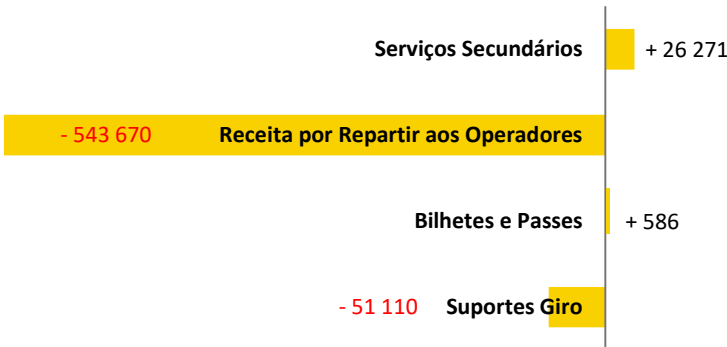 Serviços Secundários + 26 271
- 543 670 Receita por Repartir aos Operadores
Bilhetes e Passes + 586
- 51 110 Suportes Giro